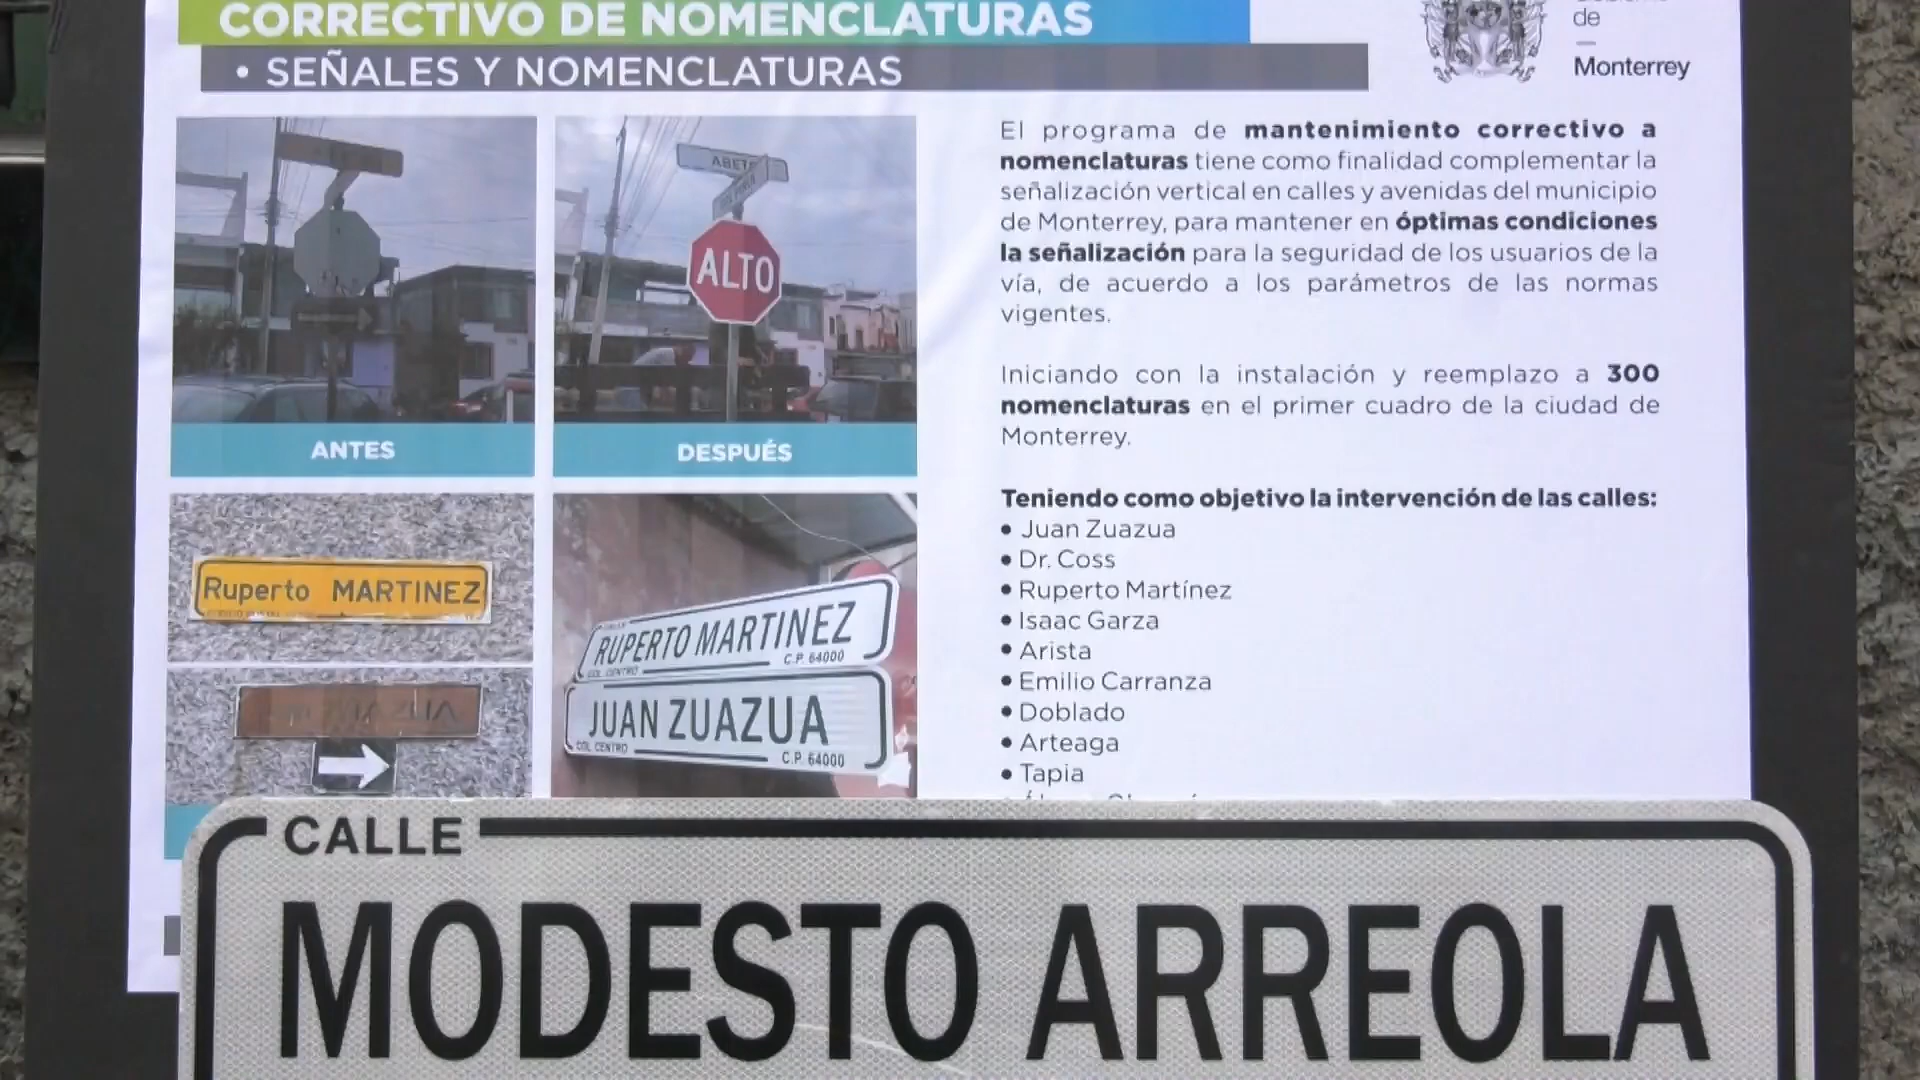 CORRECTIVO DE NOMENCLATURAS
• SEÑALES Y NOMENCLATURAS
de
Monterrey
ABET
ALTO
ANTES
DESPUÉS
Ruperto MARTINEZ
RUPERTO MARTINEZ
COL CENTRO
C.P. 64000
JUAN ZUAZUA
COL CENTRO
C.P. 64000
El programa de mantenimiento correctivo a
nomenclaturas tiene como finalidad complementar la
señalización vertical en calles y avenidas del municipio
de Monterrey, para mantener en óptimas condiciones
la señalización para la seguridad de los usuarios de la
vía, de acuerdo a los parámetros de las normas
vigentes.
Iniciando con la instalación y reemplazo a 300
nomenclaturas en el primer cuadro de la ciudad de
Monterrey.
Teniendo como objetivo la intervención de las calles:
• Juan Zuazua
• Dr. Coss
• Ruperto Martínez
• Isaac Garza
• Arista
• Emilio Carranza
• Doblado
• Arteaga
• Tapia
CALLE
MODESTO ARREOLA